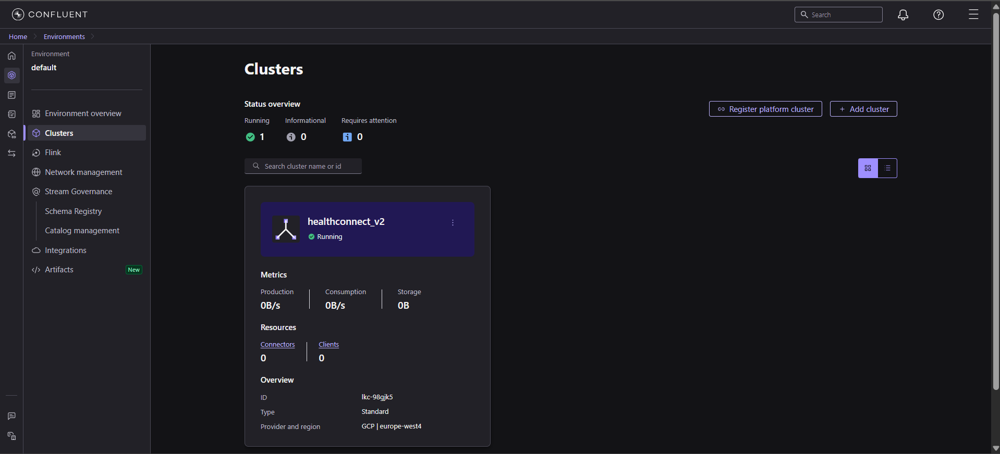 CONFLUENT
Search
Home
Environments
Environment
default
Environment overview
Clusters
Flink
Network management
Stream Governance
Schema Registry
Catalog management
Integrations
Artifacts
New
Clusters
Status overview
Register platform cluster
+ Add cluster
Running
Informational
Requires attention
1
0
0
Search cluster name or id
healthconnect_v2
Running
Metrics
Production
Consumption
Storage
0B/s
0B/s
0B
Resources
Connectors
Clients
0
0
Overview
ID
lkc-98gjk5
Type
Standard
Provider and region
GCP | europe-west4